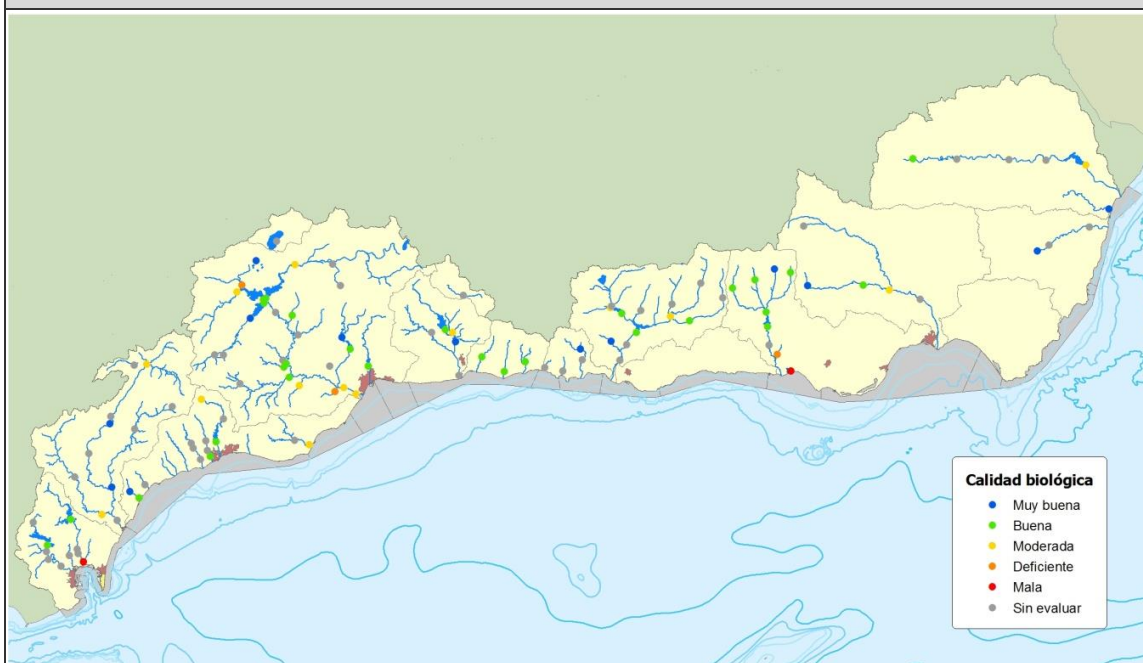 Calidad biológica
Muy buena
Buena
Moderada
Deficiente
Mala
Sin evaluar